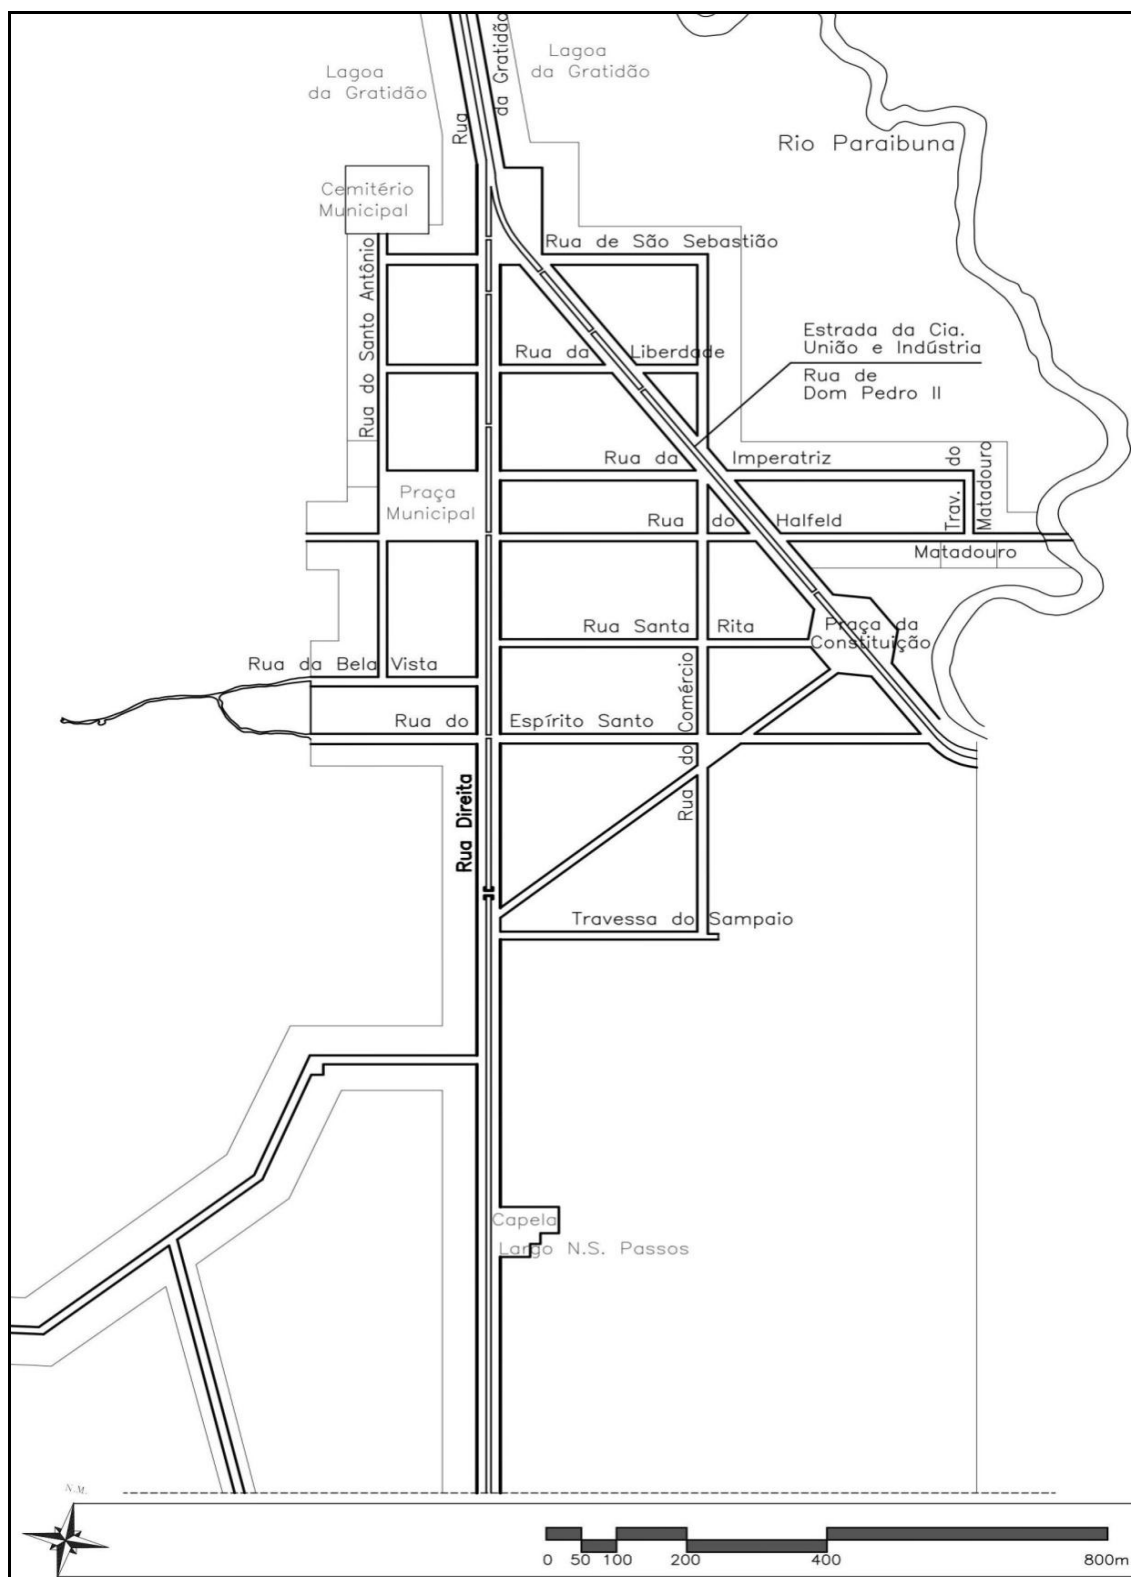 Lagoa
da Gratidão
Rua
da Gratidão
Lagoa
da Gratidão
Rio Paraibuna
Cemitério
Municipal
Rua do Santo Antônio
Rua de São Sebastião
Estrada da Cia.
União e Indústria
Rua de
Dom Pedro II
Rua da Liberdade
Rua da Imperatriz
Trav. do
Matadouro
Praça
Municipal
Rua do Halfeld
Matadouro
Rua Santa Rita
Praça da
Constituição
Rua da Bela Vista
Rua do Espírito Santo
Rua do Comércio
Rua Direita
Travessa do Sampaio
Capela
Largo N.S. Passos
N.M.
0 50 100 200 400 800m